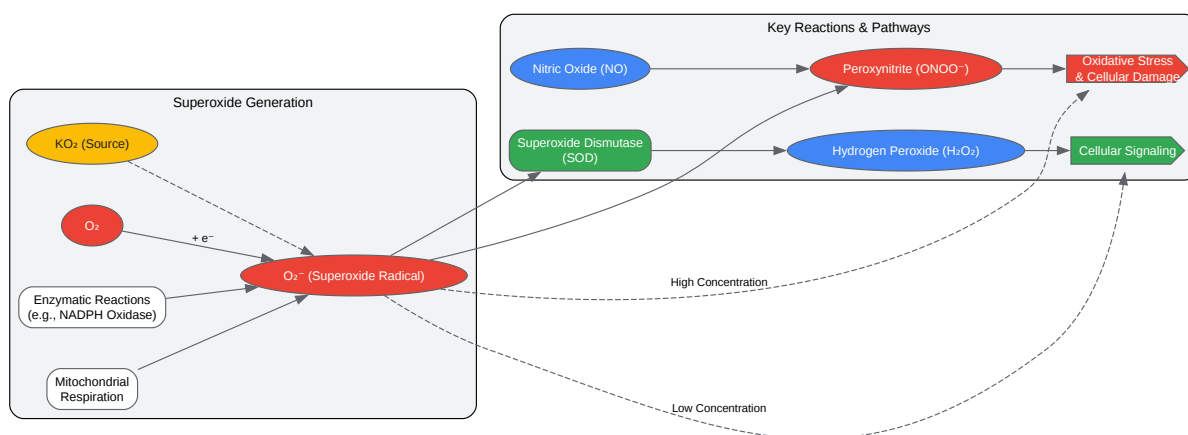 Key Reactions & Pathways
Nitric Oxide (NO)
Peroxynitrite (ONOO⁻)
Oxidative Stress
& Cellular Damage
Superoxide Generation
KO₂ (Source)
Superoxide Dismutase
(SOD)
Hydrogen Peroxide (H₂O₂)
Cellular Signaling
O₂
+ e⁻
O₂⁻ (Superoxide Radical)
High Concentration
Enzymatic Reactions
(e.g., NADPH Oxidase)
Mitochondrial
Respiration
Low Concentration